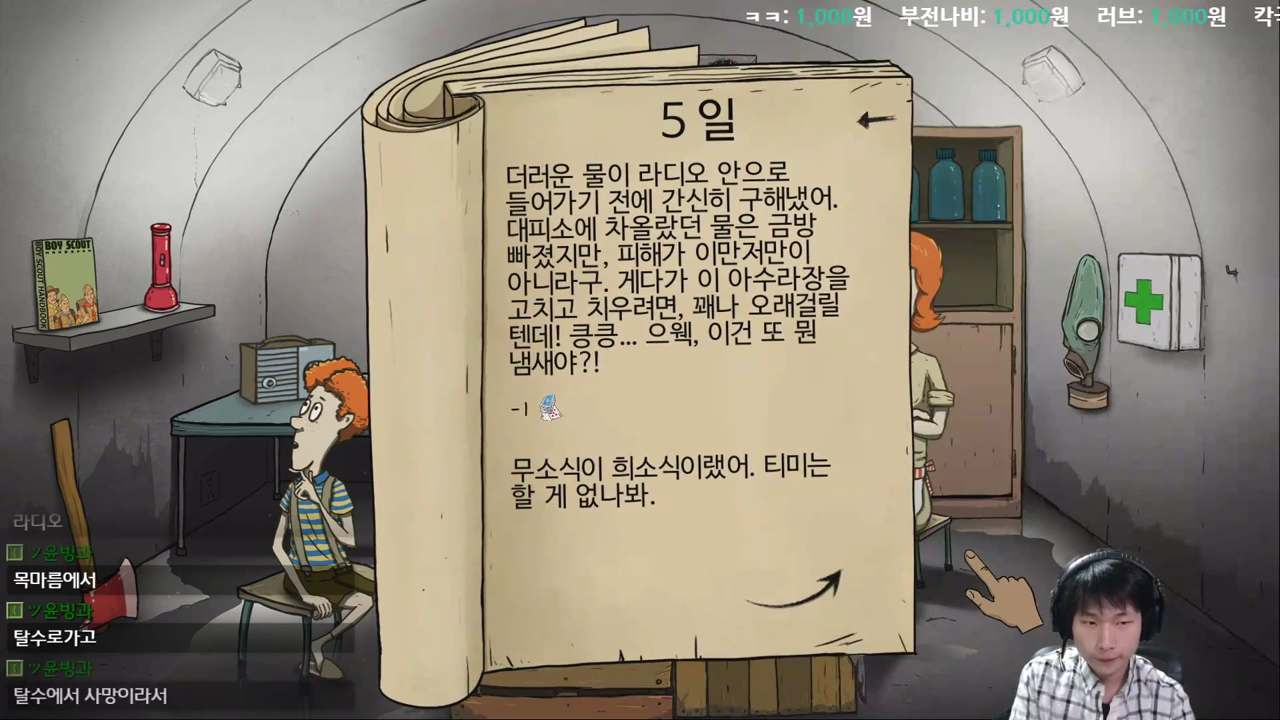 ㅋㅋ: 1,000원 부전나비: 1,000원 러브: 1,000원
5일
더러운 물이 라디오 안으로
들어가기 전에 간신히 구해냈어.
대피소에 차올랐던 물은 금방
빠졌지만, 피해가 이만저만이
아니라구. 게다가 이 아수라장을
고치고 치우려면, 꽤나 오래걸릴
텐데! 킁킁... 으웩, 이건 또 뭔
냄새야?!
-1
무소식이 희소식이랬어. 티미는
할 게 없나봐.
BOY SCOUT
BOY SCOUT HANDBOOK
라디오
ツ윤빙과
목마름에서
ツ윤빙과
탈수로가고
ツ윤빙과
탈수에서 사망이라서